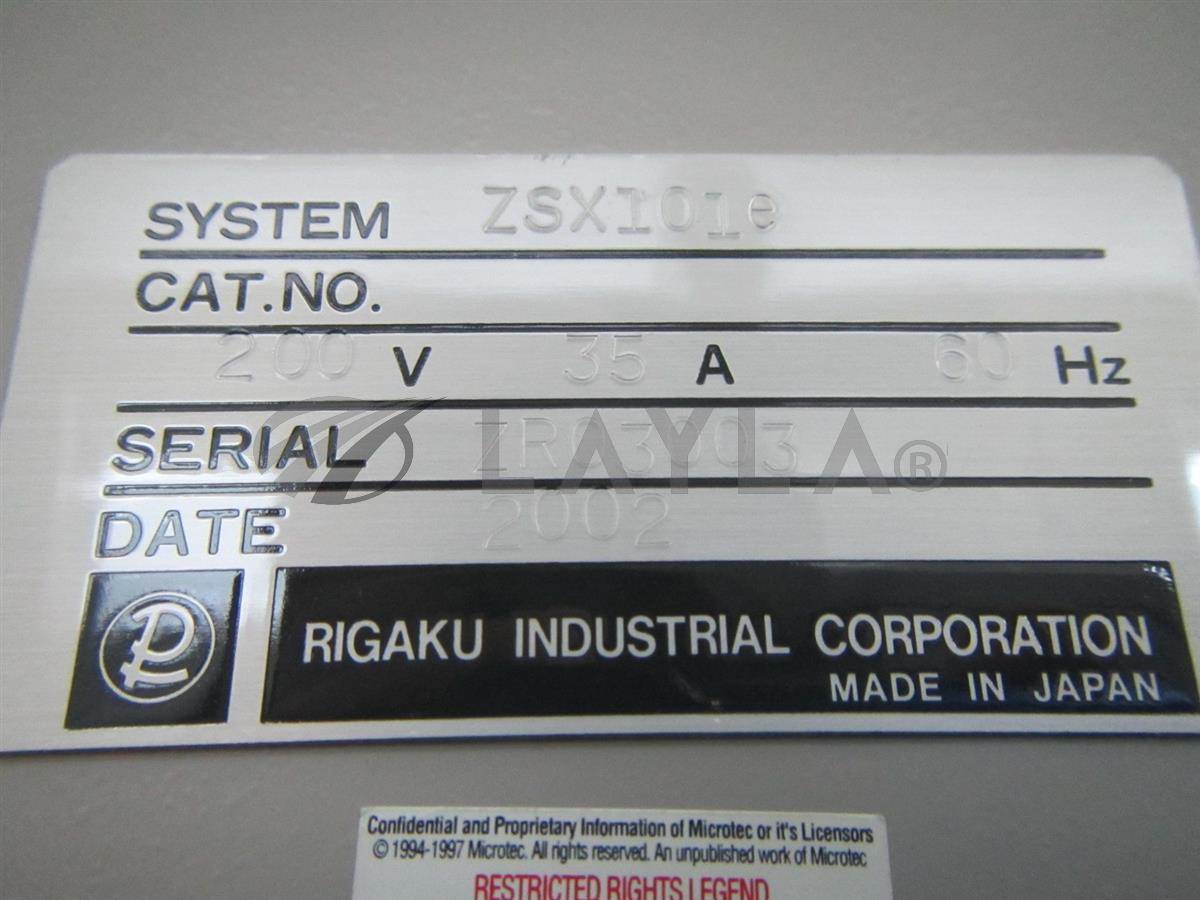 SYSTEM ZSX101e
CAT.NO.
200 V 35 A 60 Hz
SERIAL ZR03003
LAYLA®
DATE 2002
RIGAKU INDUSTRIAL CORPORATION
MADE IN JAPAN
Confidential and Proprietary Information of Microtec or it's Licensors
© 1994-1997 Microtec. All rights reserved. An unpublished work of Microtec
RESTRICTED RIGHTS LEGEND